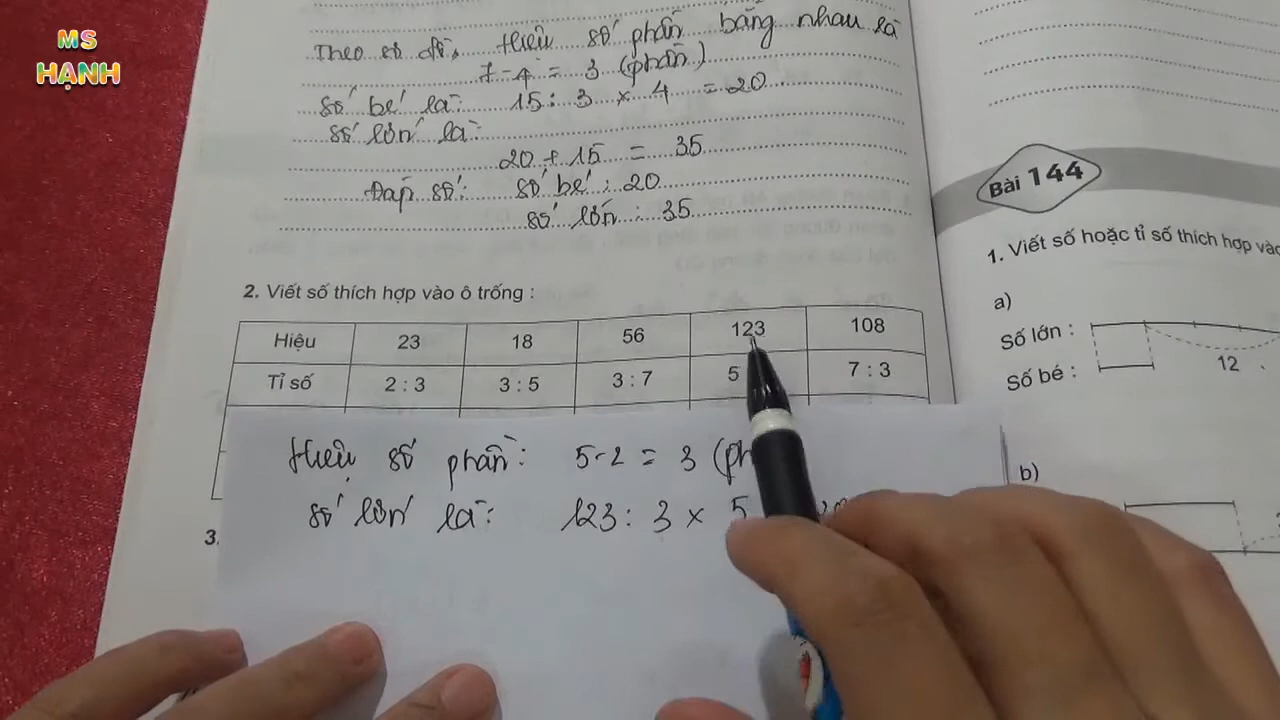 MS
HẠNH
Theo sơ đồ, Hiệu số phần bằng nhau là
7 - 4 = 3 (phần)
Số bé là: 15 : 3 x 4 = 20
Số lớn là:
20 + 15 = 35
Đáp số: số bé : 20
số lớn : 35
2. Viết số thích hợp vào ô trống :
Hiệu 23 18 56 123 108
Tỉ số 2 : 3 3 : 5 3 : 7 5 7 : 3
Hiệu số phần: 5-2 = 3
số lớn là: 123 : 3 x 5
3.
Bài 144
1. Viết số hoặc tỉ số thích hợp
a)
Số lớn :
12
Số bé :
b)